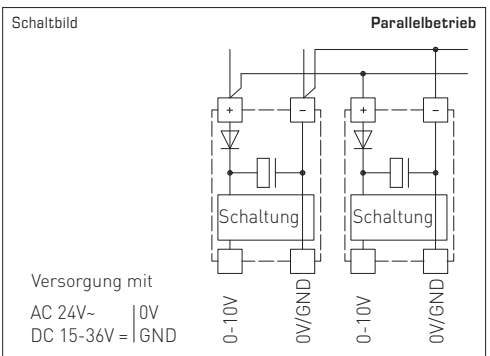 Schaltbild
Parallelbetrieb
+
−
+
−
Schaltung
Schaltung
Versorgung mit
AC 24V~ | 0V
DC 15-36V = | GND
0-10V
0V/GND
0-10V
0V/GND